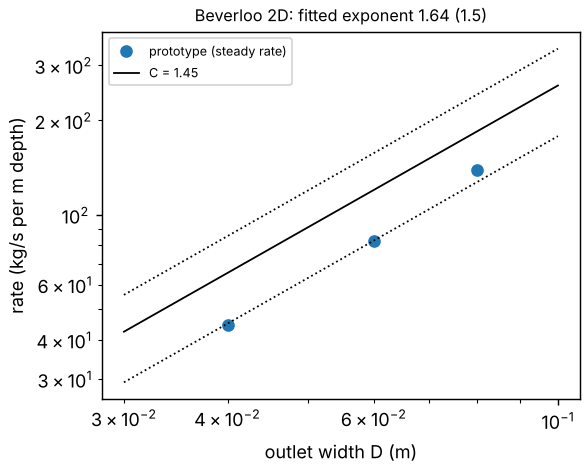 Beverloo 2D: fitted exponent 1.64 (1.5)
prototype (steady rate)
C = 1.45
rate (kg/s per m depth)
3 × 10²
2 × 10²
10²
6 × 10¹
4 × 10¹
3 × 10¹
3 × 10⁻² 4 × 10⁻² 6 × 10⁻² 10⁻¹
outlet width D (m)